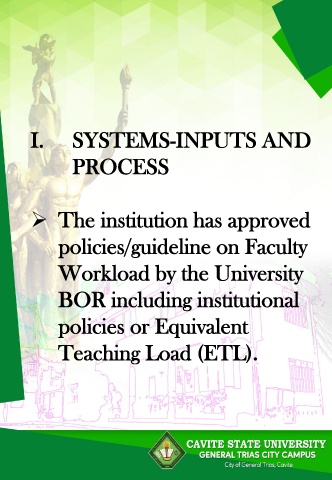 I. SYSTEMS-INPUTS AND
PROCESS
➢ The institution has approved
policies/guideline on Faculty
Workload by the University
BOR including institutional
policies or Equivalent
Teaching Load (ETL).
CAVITE STATE UNIVERSITY
GENERAL TRIAS CITY CAMPUS
City of General Trias, Cavite